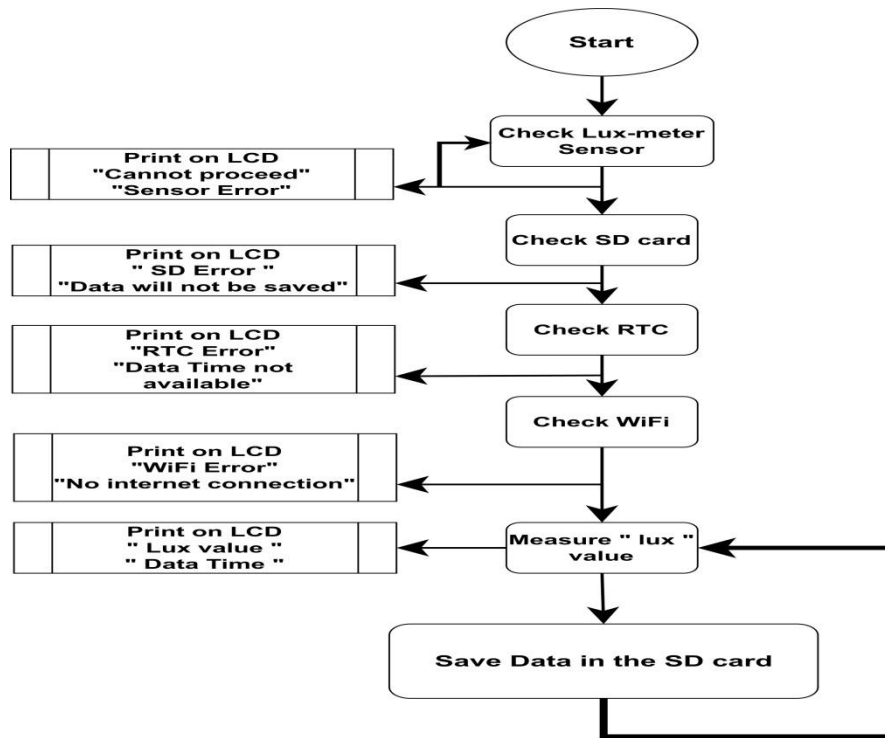 Start
Check Lux-meter
Sensor
Print on LCD
"Cannot proceed"
"Sensor Error"
Check SD card
Print on LCD
" SD Error "
"Data will not be saved"
Check RTC
Print on LCD
"RTC Error"
"Data Time not
available"
Check WiFi
Print on LCD
"WiFi Error"
"No internet connection"
Measure " lux "
value
Print on LCD
" Lux value "
" Data Time "
Save Data in the SD card